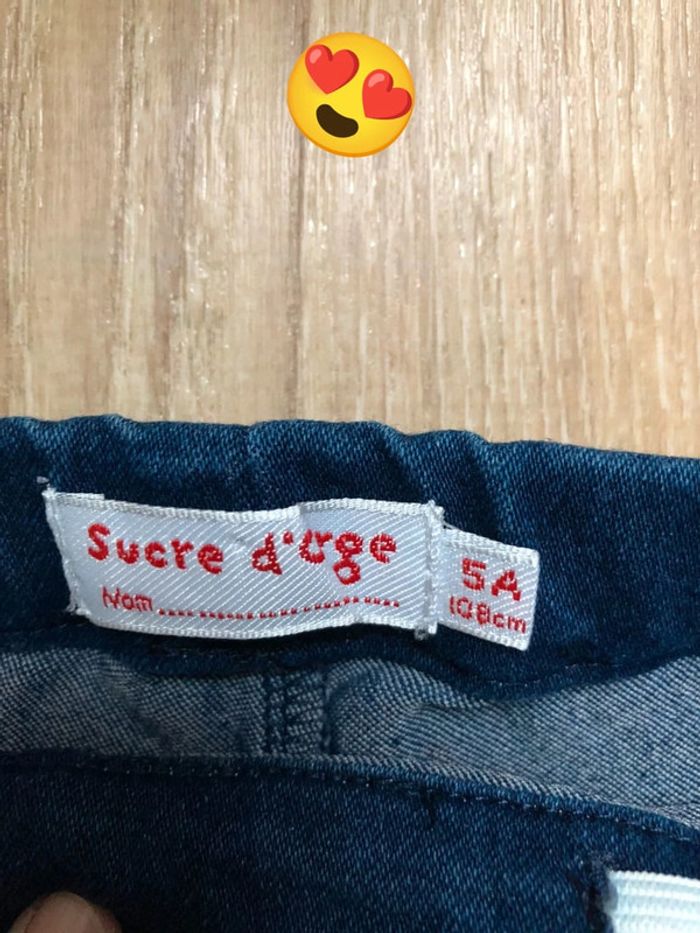 Sucre d'orge
Nom........................
5A
108cm